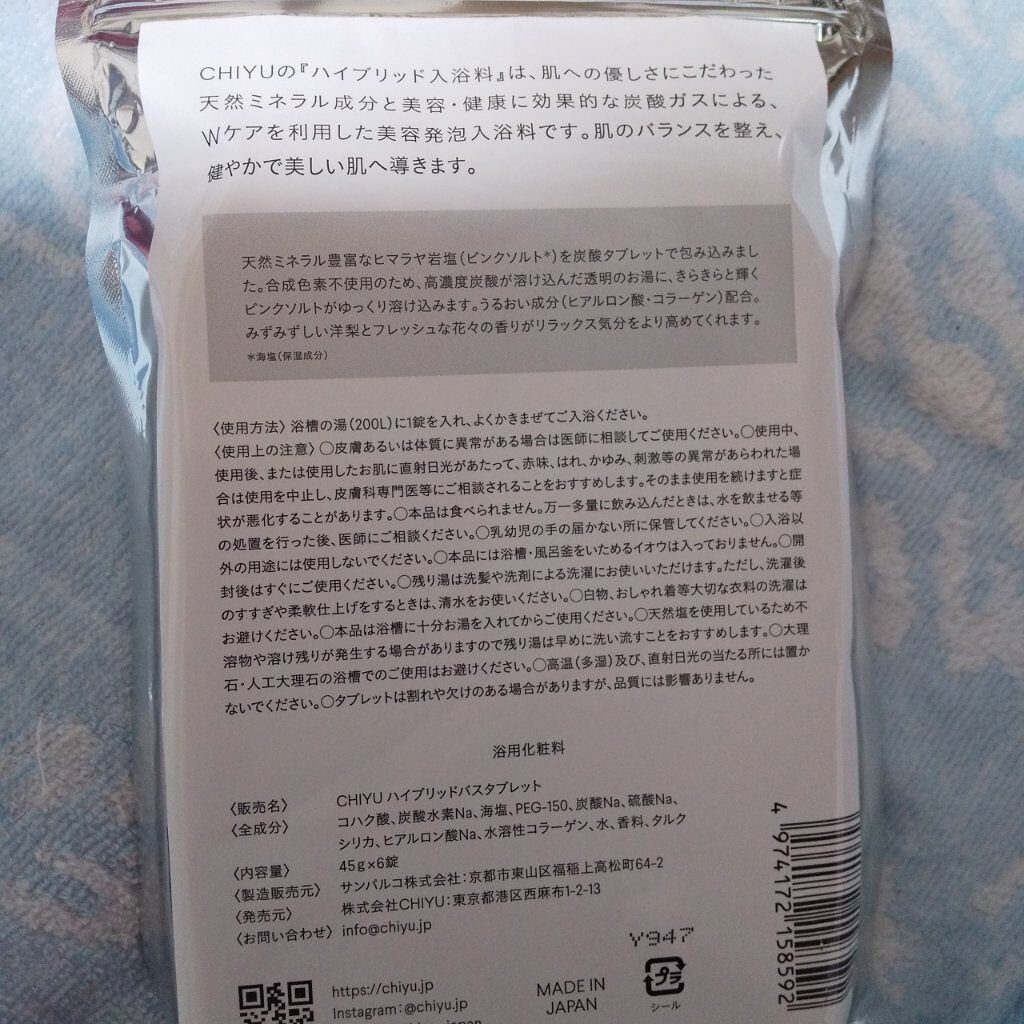 CHIYUの『ハイブリッド入浴料』は、肌への優しさにこだわった
天然ミネラル成分と美容・健康に効果的な炭酸ガスによる、
Wケアを利用した美容発泡入浴料です。肌のバランスを整え、
健やかで美しい肌へ導きます。
天然ミネラル豊富なヒマラヤ岩塩(ピンクソルト*)を炭酸タブレットで包み込みまし
た。合成色素不使用のため、高濃度炭酸が溶け込んだ透明のお湯に、きらきらと輝く
ピンクソルトがゆっくり溶け込みます。うるおい成分(ヒアルロン酸・コラーゲン)配合。
みずみずしい洋梨とフレッシュな花々の香りがリラックス気分をより高めてくれます。
*海塩(保湿成分)
〈使用方法〉浴槽の湯(200L)に1錠を入れ、よくかきまぜてご入浴ください。
〈使用上の注意〉○皮膚あるいは体質に異常がある場合は医師に相談してご使用ください。○使用中、
使用後、または使用したお肌に直射日光があたって、赤味、はれ、かゆみ、刺激等の異常があらわれた場
合は使用を中止し、皮膚科専門医等にご相談されることをおすすめします。そのまま使用を続けますと症
状が悪化することがあります。○本品は食べられません。万一多量に飲み込んだときは、水を飲ませる等
の処置を行った後、医師にご相談ください。○乳幼児の手の届かない所に保管してください。○入浴以
外の用途には使用しないでください。○本品には浴槽・風呂釜をいためるイオウは入っておりません。○開
封後はすぐにご使用ください。○残り湯は洗髪や洗剤による洗濯にお使いいただけます。ただし、洗濯後
のすすぎや柔軟仕上げをするときは、清水をお使いください。○白物、おしゃれ着等大切な衣料の洗濯は
お避けください。○本品は浴槽に十分お湯を入れてからご使用ください。○天然塩を使用しているため不
溶物や溶け残りが発生する場合がありますので残り湯は早めに洗い流すことをおすすめします。○大理
石・人工大理石の浴槽でのご使用はお避けください。○高温(多湿)及び、直射日光の当たる所には置か
ないでください。○タブレットは割れや欠けのある場合がありますが、品質には影響ありません。
浴用化粧料
〈販売名〉 CHIYU ハイブリッドバスタブレット
〈全成分〉 コハク酸、炭酸水素Na、海塩、PEG-150、炭酸Na、硫酸Na、
シリカ、ヒアルロン酸Na、水溶性コラーゲン、水、香料、タルク
〈内容量〉 45g×6錠
〈製造販売元〉 サンパルコ株式会社：京都市東山区福稲上高松町64-2
〈発売元〉 株式会社CHIYU：東京都港区西麻布1-2-13
〈お問い合わせ〉 info@chiyu.jp
Y947
https://chiyu.jp
Instagram:@chiyu.jp
MADE IN
JAPAN
プラ
シール
4 974172 158592